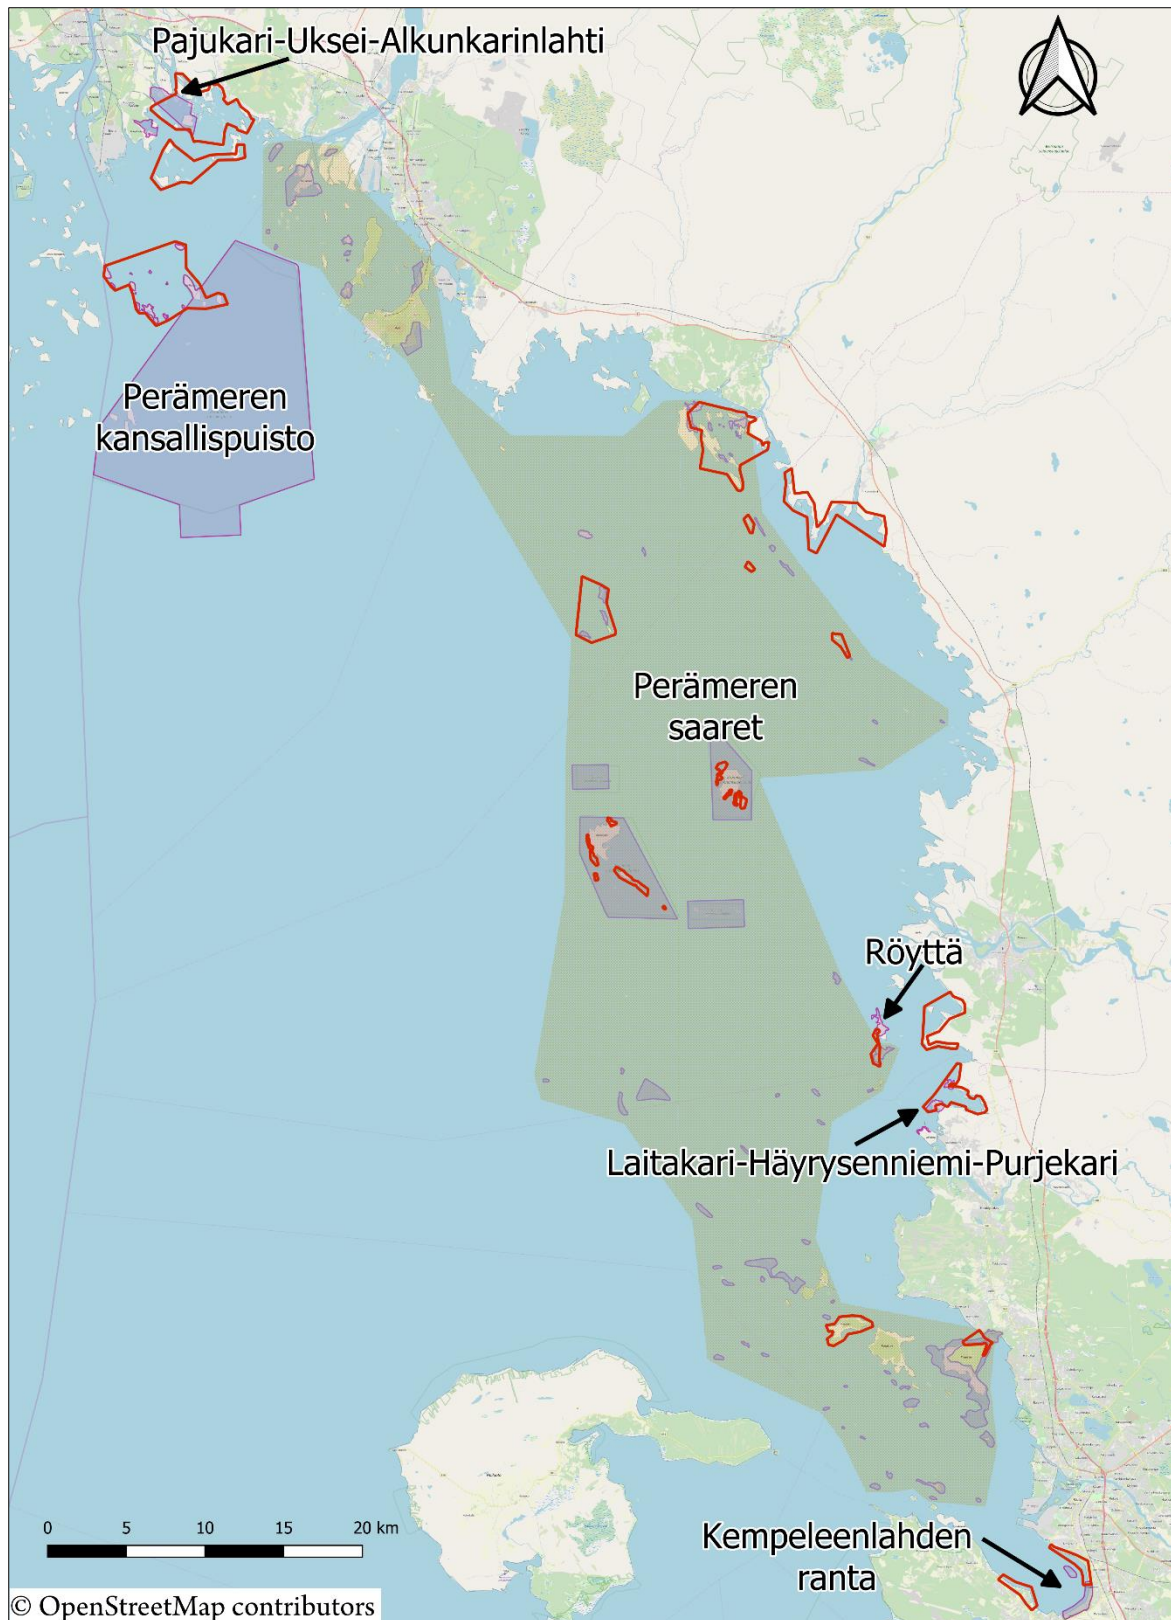 Pajukari-Uksei-Alkunkarinlahti
Perämeren
kansallispuisto
Perämeren
saaret
Röyttä
Laitakari-Häyrysenniemi-Purjekari
0 5 10 15 20 km
Kempeleenlahden
ranta
© OpenStreetMap contributors